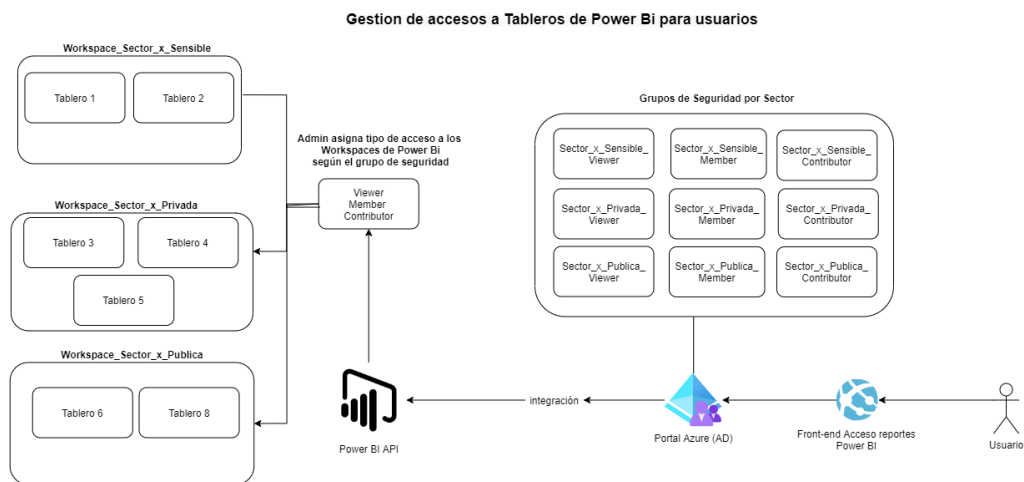 Gestion de accesos a Tableros de Power Bi para usuarios
Workspace_Sector_x_Sensible
Tablero 1
Tablero 2
Admin asigna tipo de acceso a los
Workspaces de Power Bi
según el grupo de seguridad
Viewer
Member
Contributor
Workspace_Sector_x_Privada
Tablero 3
Tablero 4
Tablero 5
Workspace_Sector_x_Publica
Tablero 6
Tablero 8
Grupos de Seguridad por Sector
Sector_x_Sensible_
Viewer
Sector_x_Sensible_
Member
Sector_x_Sensible_
Contributor
Sector_x_Privada_
Viewer
Sector_x_Privada_
Member
Sector_x_Privada_
Contributor
Sector_x_Publica_
Viewer
Sector_x_Publica_
Member
Sector_x_Publica_
Contributor
Power BI API
integración
Portal Azure (AD)
Front-end Acceso reportes
Power BI
Usuario